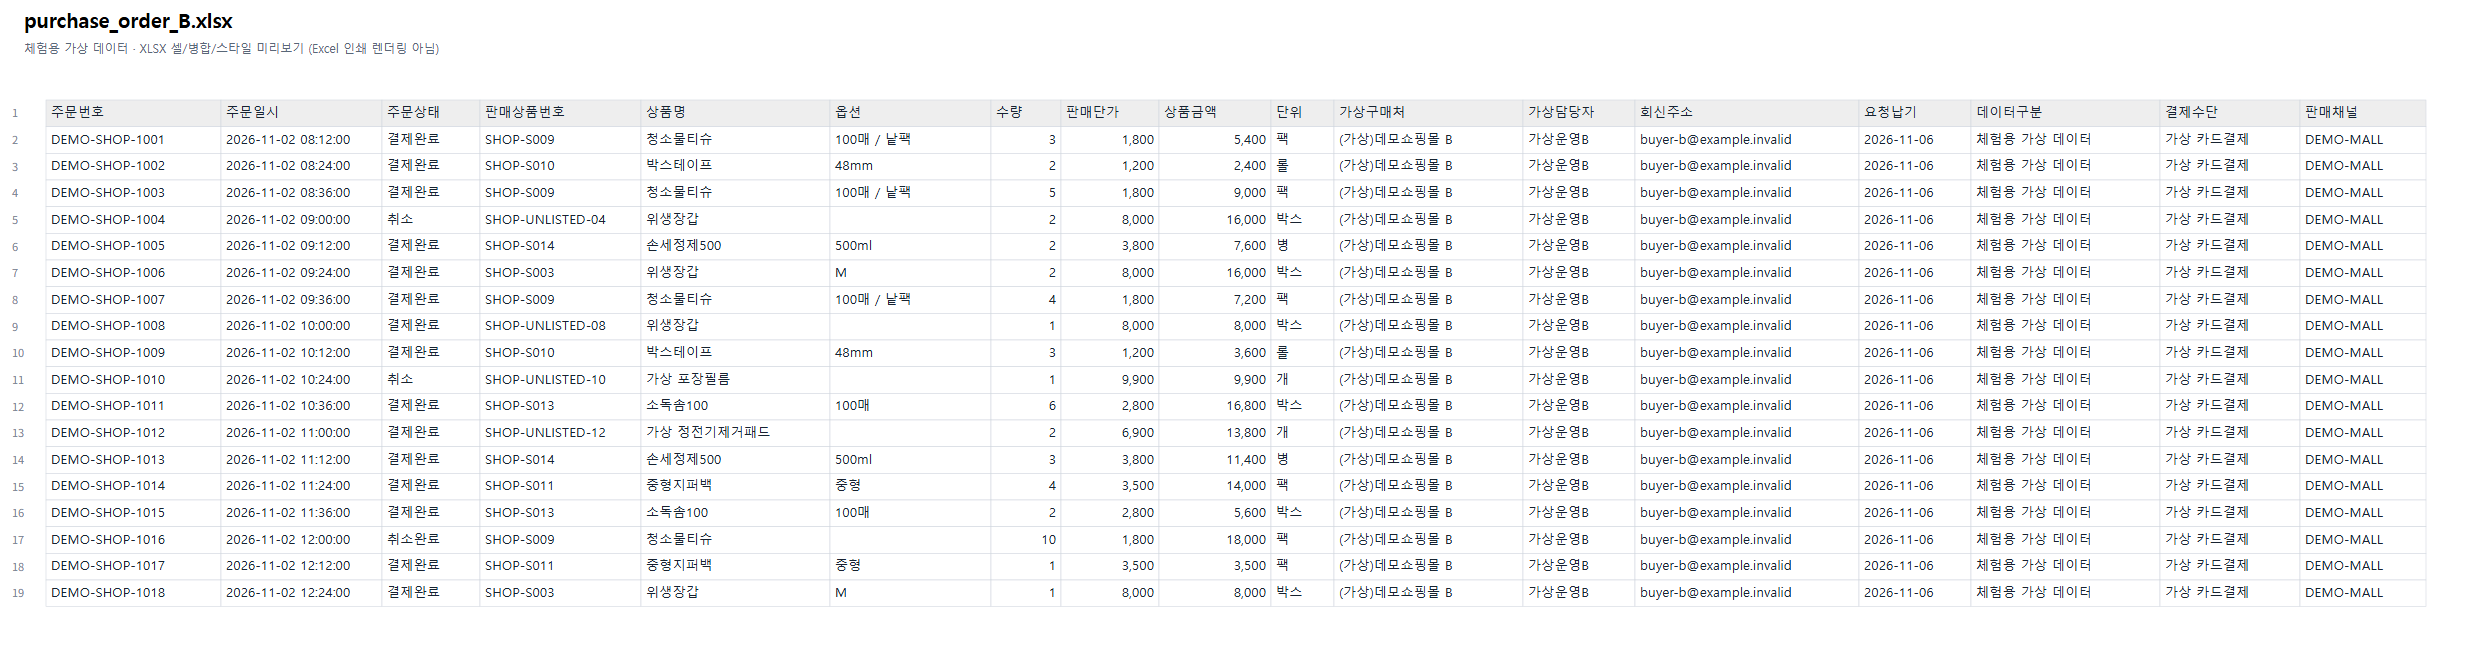 purchase_order_B.xlsx
체험용 가상 데이터 · XLSX 셀/병합/스타일 미리보기 (Excel 인쇄 렌더링 아님)
1 주문번호 주문일시 주문상태 판매상품번호 상품명 옵션 수량 판매단가 상품금액 단위 가상구매처 가상담당자 회신주소 요청납기 데이터구분 결제수단 판매채널
2 DEMO-SHOP-1001 2026-11-02 08:12:00 결제완료 SHOP-S009 청소물티슈 100매 / 낱팩 3 1,800 5,400 팩 (가상)데모쇼핑몰 B 가상운영B buyer-b@example.invalid 2026-11-06 체험용 가상 데이터 가상 카드결제 DEMO-MALL
3 DEMO-SHOP-1002 2026-11-02 08:24:00 결제완료 SHOP-S010 박스테이프 48mm 2 1,200 2,400 롤 (가상)데모쇼핑몰 B 가상운영B buyer-b@example.invalid 2026-11-06 체험용 가상 데이터 가상 카드결제 DEMO-MALL
4 DEMO-SHOP-1003 2026-11-02 08:36:00 결제완료 SHOP-S009 청소물티슈 100매 / 낱팩 5 1,800 9,000 팩 (가상)데모쇼핑몰 B 가상운영B buyer-b@example.invalid 2026-11-06 체험용 가상 데이터 가상 카드결제 DEMO-MALL
5 DEMO-SHOP-1004 2026-11-02 09:00:00 취소 SHOP-UNLISTED-04 위생장갑 2 8,000 16,000 박스 (가상)데모쇼핑몰 B 가상운영B buyer-b@example.invalid 2026-11-06 체험용 가상 데이터 가상 카드결제 DEMO-MALL
6 DEMO-SHOP-1005 2026-11-02 09:12:00 결제완료 SHOP-S014 손세정제500 500ml 2 3,800 7,600 병 (가상)데모쇼핑몰 B 가상운영B buyer-b@example.invalid 2026-11-06 체험용 가상 데이터 가상 카드결제 DEMO-MALL
7 DEMO-SHOP-1006 2026-11-02 09:24:00 결제완료 SHOP-S003 위생장갑 M 2 8,000 16,000 박스 (가상)데모쇼핑몰 B 가상운영B buyer-b@example.invalid 2026-11-06 체험용 가상 데이터 가상 카드결제 DEMO-MALL
8 DEMO-SHOP-1007 2026-11-02 09:36:00 결제완료 SHOP-S009 청소물티슈 100매 / 낱팩 4 1,800 7,200 팩 (가상)데모쇼핑몰 B 가상운영B buyer-b@example.invalid 2026-11-06 체험용 가상 데이터 가상 카드결제 DEMO-MALL
9 DEMO-SHOP-1008 2026-11-02 10:00:00 결제완료 SHOP-UNLISTED-08 위생장갑 1 8,000 8,000 박스 (가상)데모쇼핑몰 B 가상운영B buyer-b@example.invalid 2026-11-06 체험용 가상 데이터 가상 카드결제 DEMO-MALL
10 DEMO-SHOP-1009 2026-11-02 10:12:00 결제완료 SHOP-S010 박스테이프 48mm 3 1,200 3,600 롤 (가상)데모쇼핑몰 B 가상운영B buyer-b@example.invalid 2026-11-06 체험용 가상 데이터 가상 카드결제 DEMO-MALL
11 DEMO-SHOP-1010 2026-11-02 10:24:00 취소 SHOP-UNLISTED-10 가상 포장필름 1 9,900 9,900 개 (가상)데모쇼핑몰 B 가상운영B buyer-b@example.invalid 2026-11-06 체험용 가상 데이터 가상 카드결제 DEMO-MALL
12 DEMO-SHOP-1011 2026-11-02 10:36:00 결제완료 SHOP-S013 소독솜100 100매 6 2,800 16,800 박스 (가상)데모쇼핑몰 B 가상운영B buyer-b@example.invalid 2026-11-06 체험용 가상 데이터 가상 카드결제 DEMO-MALL
13 DEMO-SHOP-1012 2026-11-02 11:00:00 결제완료 SHOP-UNLISTED-12 가상 정전기제거패드 2 6,900 13,800 개 (가상)데모쇼핑몰 B 가상운영B buyer-b@example.invalid 2026-11-06 체험용 가상 데이터 가상 카드결제 DEMO-MALL
14 DEMO-SHOP-1013 2026-11-02 11:12:00 결제완료 SHOP-S014 손세정제500 500ml 3 3,800 11,400 병 (가상)데모쇼핑몰 B 가상운영B buyer-b@example.invalid 2026-11-06 체험용 가상 데이터 가상 카드결제 DEMO-MALL
15 DEMO-SHOP-1014 2026-11-02 11:24:00 결제완료 SHOP-S011 중형지퍼백 중형 4 3,500 14,000 팩 (가상)데모쇼핑몰 B 가상운영B buyer-b@example.invalid 2026-11-06 체험용 가상 데이터 가상 카드결제 DEMO-MALL
16 DEMO-SHOP-1015 2026-11-02 11:36:00 결제완료 SHOP-S013 소독솜100 100매 2 2,800 5,600 박스 (가상)데모쇼핑몰 B 가상운영B buyer-b@example.invalid 2026-11-06 체험용 가상 데이터 가상 카드결제 DEMO-MALL
17 DEMO-SHOP-1016 2026-11-02 12:00:00 취소완료 SHOP-S009 청소물티슈 10 1,800 18,000 팩 (가상)데모쇼핑몰 B 가상운영B buyer-b@example.invalid 2026-11-06 체험용 가상 데이터 가상 카드결제 DEMO-MALL
18 DEMO-SHOP-1017 2026-11-02 12:12:00 결제완료 SHOP-S011 중형지퍼백 중형 1 3,500 3,500 팩 (가상)데모쇼핑몰 B 가상운영B buyer-b@example.invalid 2026-11-06 체험용 가상 데이터 가상 카드결제 DEMO-MALL
19 DEMO-SHOP-1018 2026-11-02 12:24:00 결제완료 SHOP-S003 위생장갑 M 1 8,000 8,000 박스 (가상)데모쇼핑몰 B 가상운영B buyer-b@example.invalid 2026-11-06 체험용 가상 데이터 가상 카드결제 DEMO-MALL